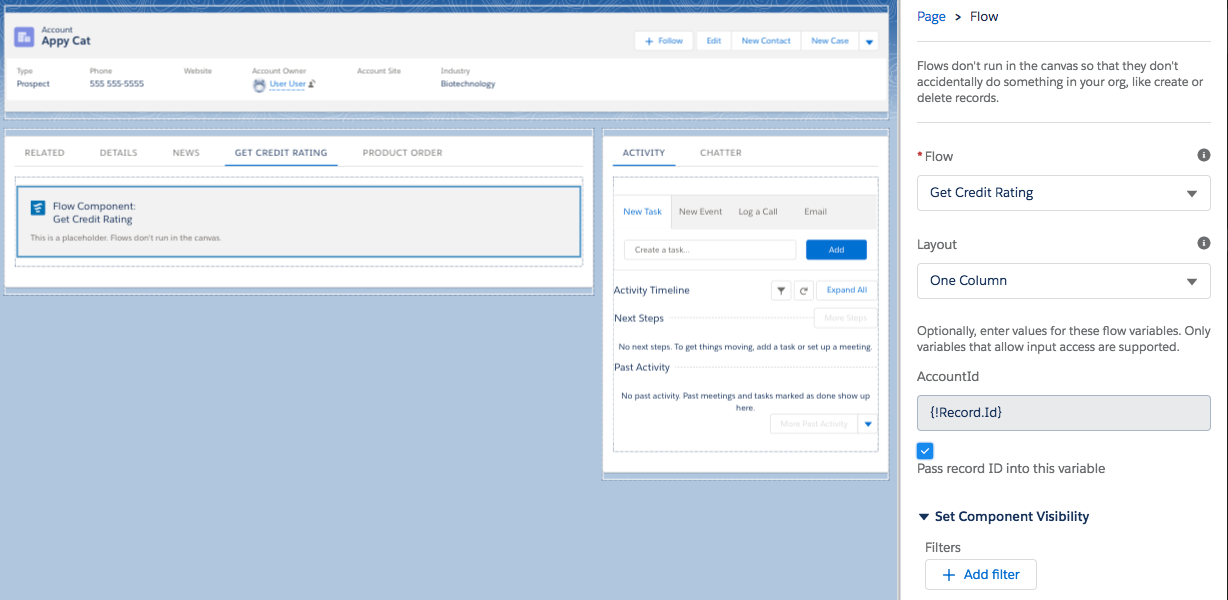 Account
Appy Cat
+ Follow
Edit
New Contact
New Case
Type
Phone
Website
Account Owner
Account Site
Industry
Prospect
555 555-5555
User User
Biotechnology
RELATED
DETAILS
NEWS
GET CREDIT RATING
PRODUCT ORDER
Flow Component:
Get Credit Rating
This is a placeholder. Flows don't run in the canvas.
ACTIVITY
CHATTER
New Task
New Event
Log a Call
Email
Create a task...
Add
Activity Timeline
Expand All
Next Steps
More Steps
No next steps. To get things moving, add a task or set up a meeting.
Past Activity
No past activity. Past meetings and tasks marked as done show up
here.
More Past Activity
Page > Flow
Flows don't run in the canvas so that they don't
accidentally do something in your org, like create or
delete records.
* Flow
Get Credit Rating
Layout
One Column
Optionally, enter values for these flow variables. Only
variables that allow input access are supported.
AccountId
{!Record.Id}
Pass record ID into this variable
Set Component Visibility
Filters
+ Add filter